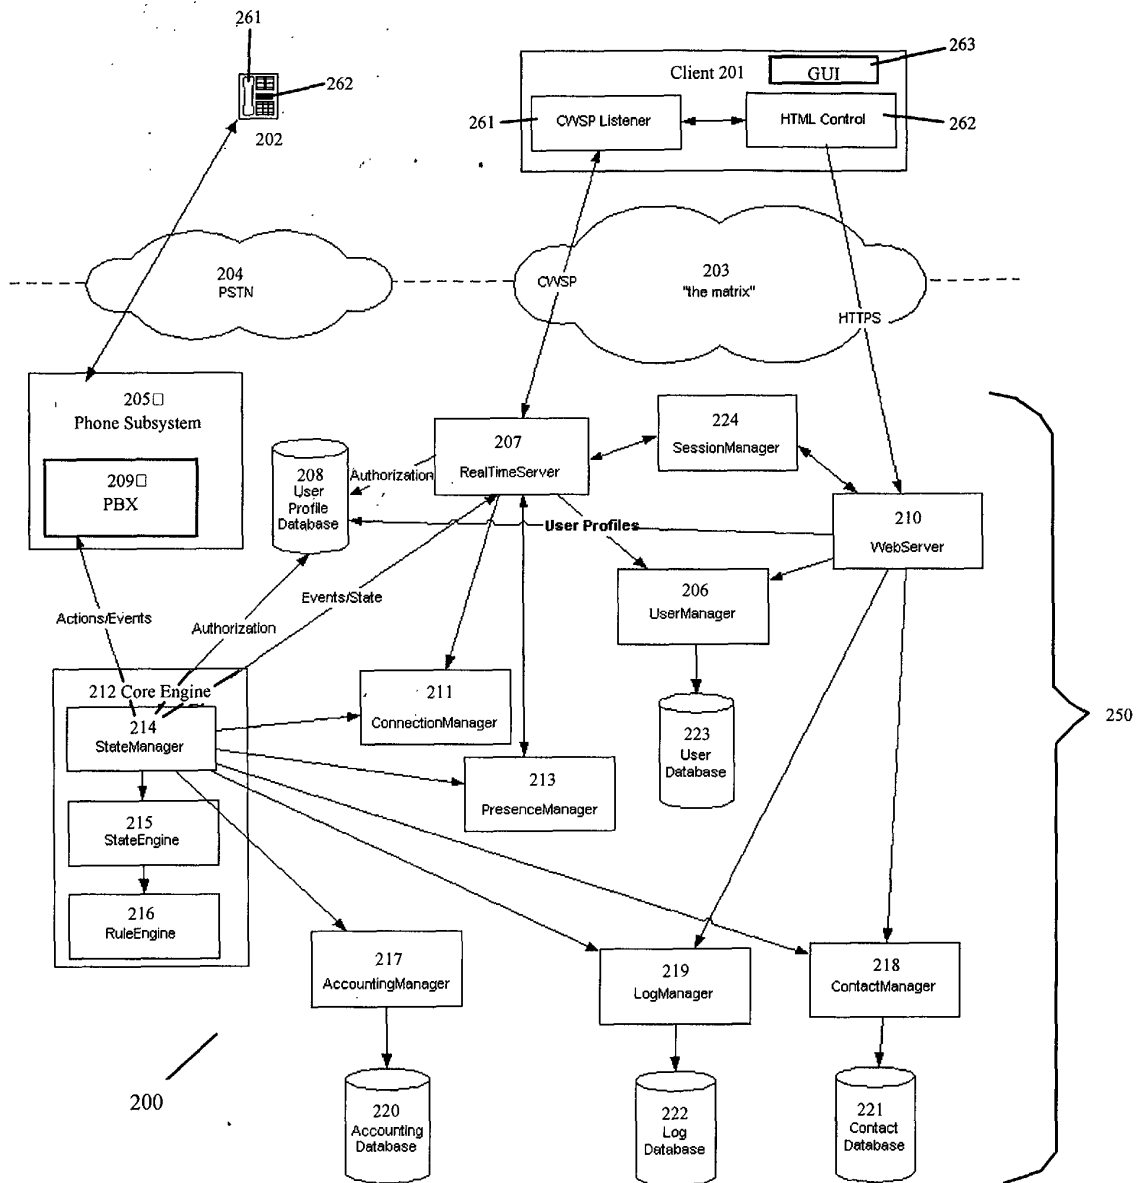 261
263
Client 201
GUI
262
261
CWSP Listener
HTML Control
262
202
204
PSTN
203
"the matrix"
CWSP
HTTPS
205□
Phone Subsystem
209□
PBX
224
SessionManager
207
RealTimeServer
208
User
Profile
Database
Authorization
User Profiles
210
WebServer
206
UserManager
Events/State
Actions/Events
Authorization
212 Core Engine
214
StateManager
211
ConnectionManager
223
User
Database
250
213
PresenceManager
215
StateEngine
216
RuleEngine
217
AccountingManager
219
LogManager
218
ContactManager
200
220
Accounting
Database
222
Log
Database
221
Contact
Database